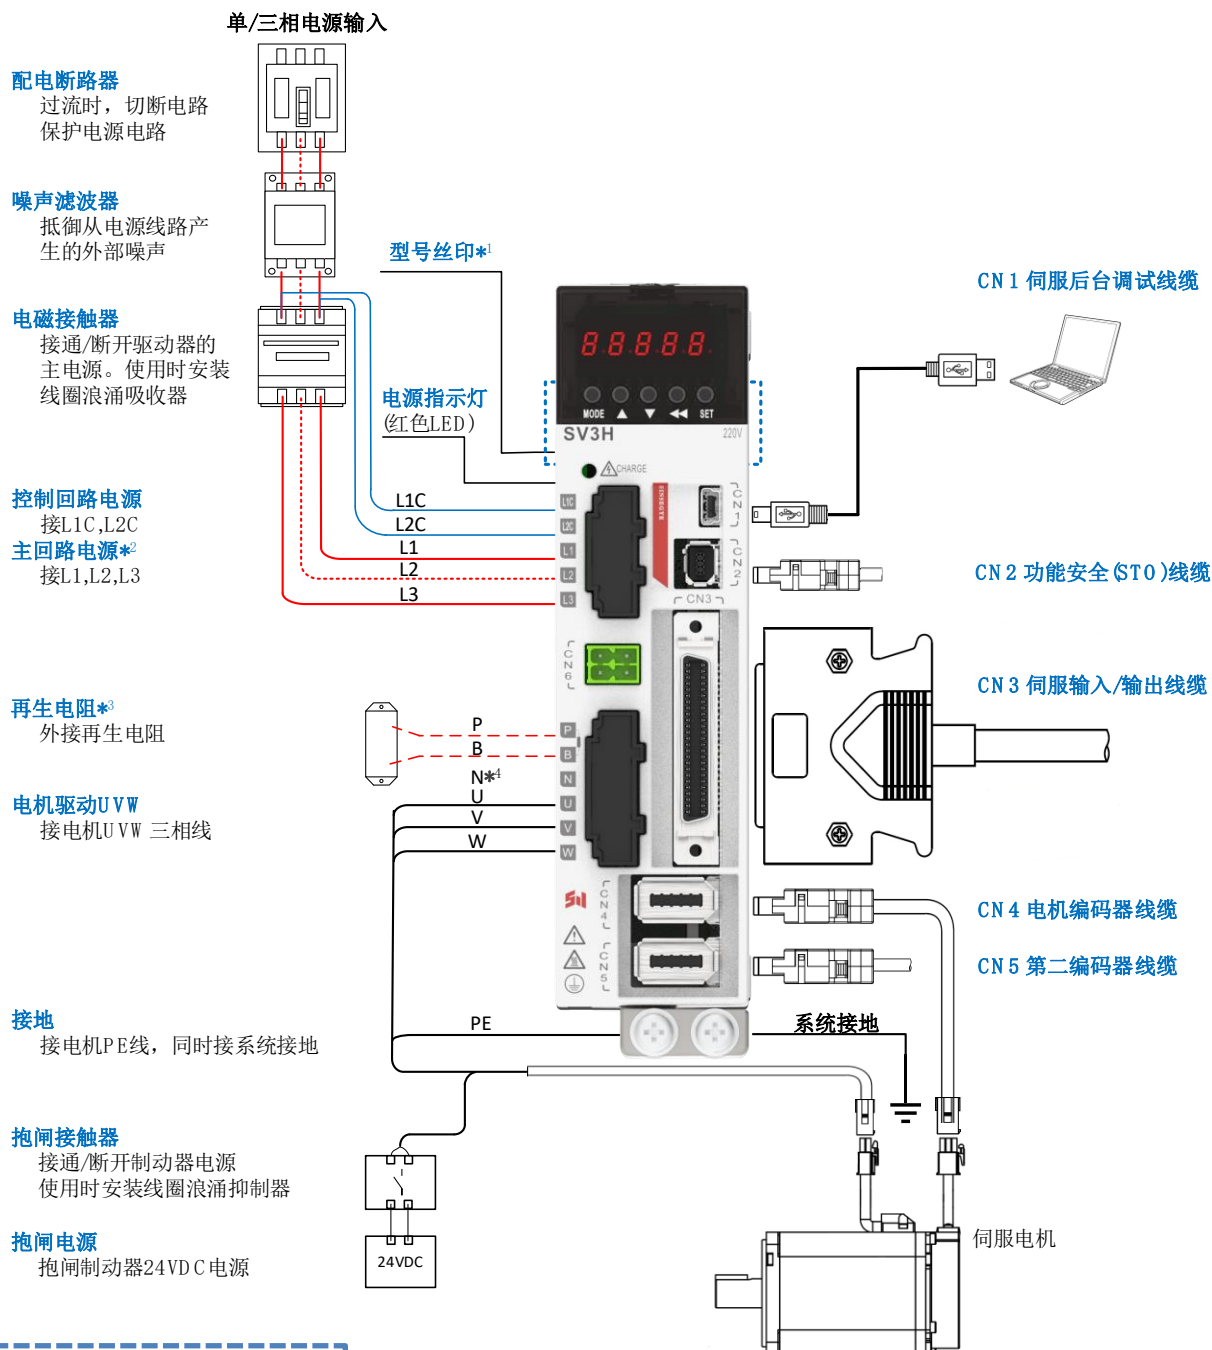 单/三相电源输入
配电断路器
过流时，切断电路
保护电源电路
噪声滤波器
抵御从电源线路产
生的外部噪声
型号丝印*1
CN1 伺服后台调试线缆
电磁接触器
接通/断开驱动器的
主电源。使用时安装
线圈浪涌吸收器
电源指示灯
(红色LED)
88888
MODE ▲ ▼ ◀◀ SET
SV3H
220V
CHARGE
控制回路电源
接L1C,L2C
主回路电源*2
接L1,L2,L3
L1C
L2C
L1
L2
L3
L1C
L2C
L1
L2
L3
CN1
CN2
CN3
CN2 功能安全(STO)线缆
CN6
CN3 伺服输入/输出线缆
再生电阻*3
外接再生电阻
P
B
N*4
U
V
W
P
B
N
U
V
W
电机驱动UVW
接电机UVW 三相线
CN4
CN5
CN4 电机编码器线缆
CN5 第二编码器线缆
接地
接电机PE线，同时接系统接地
PE
系统接地
抱闸接触器
接通/断开制动器电源
使用时安装线圈浪涌抑制器
抱闸电源
抱闸制动器24VDC电源
24VDC
伺服电机